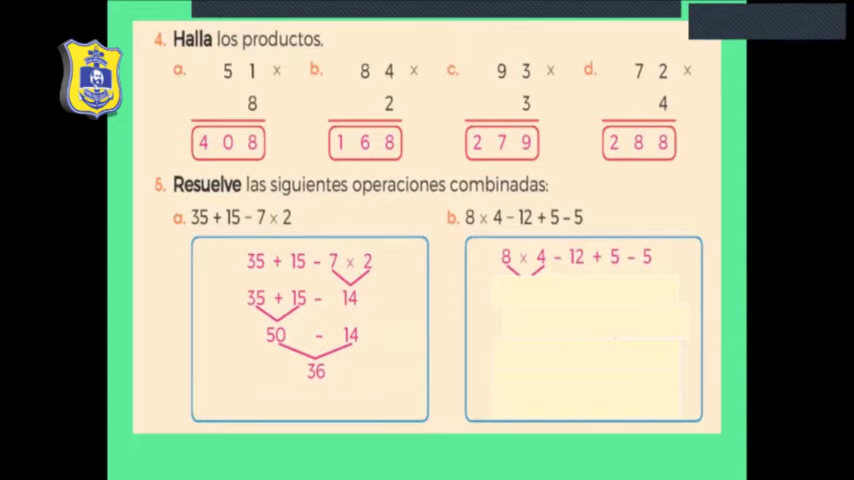 4. Halla los productos.
a. 5 1 × b. 8 4 × c. 9 3 × d. 7 2 ×
8 2 3 4
4 0 8 1 6 8 2 7 9 2 8 8
5. Resuelve las siguientes operaciones combinadas:
a. 35 + 15 - 7 × 2 b. 8 × 4 - 12 + 5 - 5
35 + 15 - 7 × 2
35 + 15 - 14
50 - 14
36
8 × 4 - 12 + 5 - 5